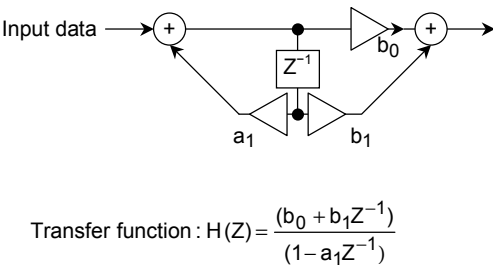 Input data
+
+
b₀
Z⁻¹
a₁
b₁
Transfer function : H(Z) = (b₀ + b₁Z⁻¹) / (1 − a₁Z⁻¹)